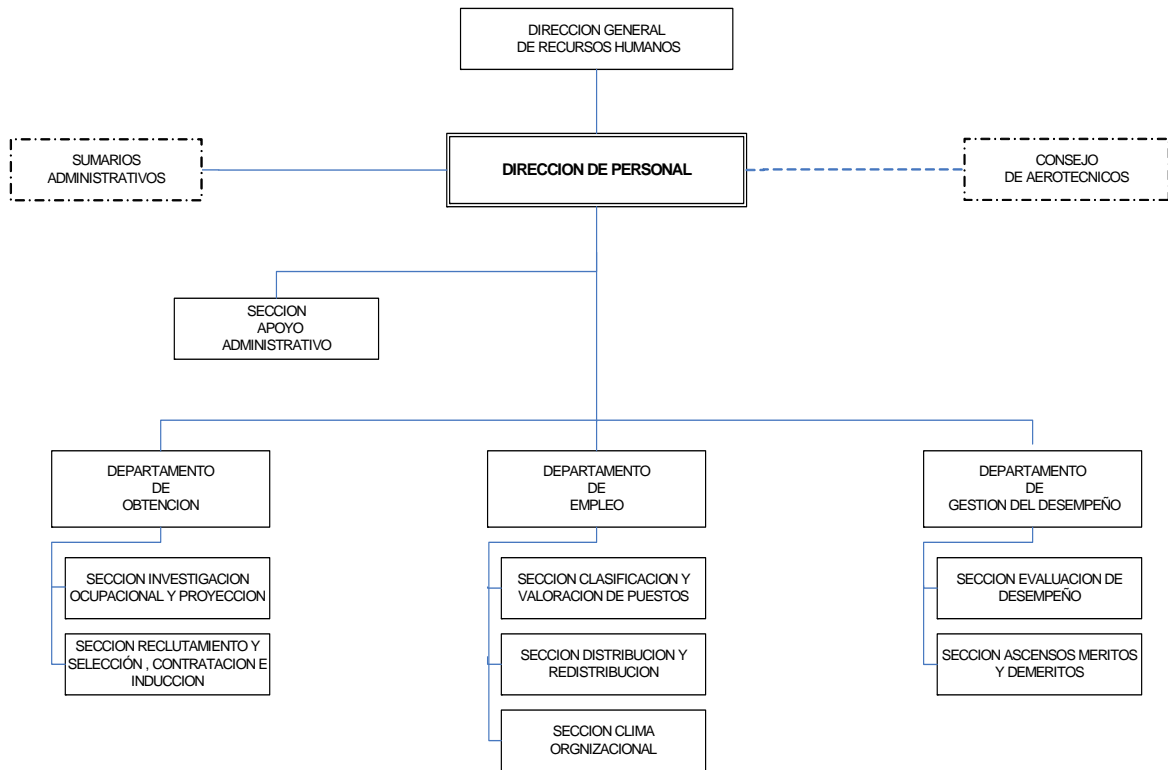 DIRECCION GENERAL
DE RECURSOS HUMANOS
SUMARIOS
ADMINISTRATIVOS
DIRECCION DE PERSONAL
CONSEJO
DE AEROTECNICOS
SECCION
APOYO
ADMINISTRATIVO
DEPARTAMENTO
DE
OBTENCION
DEPARTAMENTO
DE
EMPLEO
DEPARTAMENTO
DE
GESTION DEL DESEMPEÑO
SECCION INVESTIGACION
OCUPACIONAL Y PROYECCION
SECCION RECLUTAMIENTO Y
SELECCIÓN , CONTRATACION E
INDUCCION
SECCION CLASIFICACION Y
VALORACION DE PUESTOS
SECCION DISTRIBUCION Y
REDISTRIBUCION
SECCION CLIMA
ORGNIZACIONAL
SECCION EVALUACION DE
DESEMPEÑO
SECCION ASCENSOS MERITOS
Y DEMERITOS